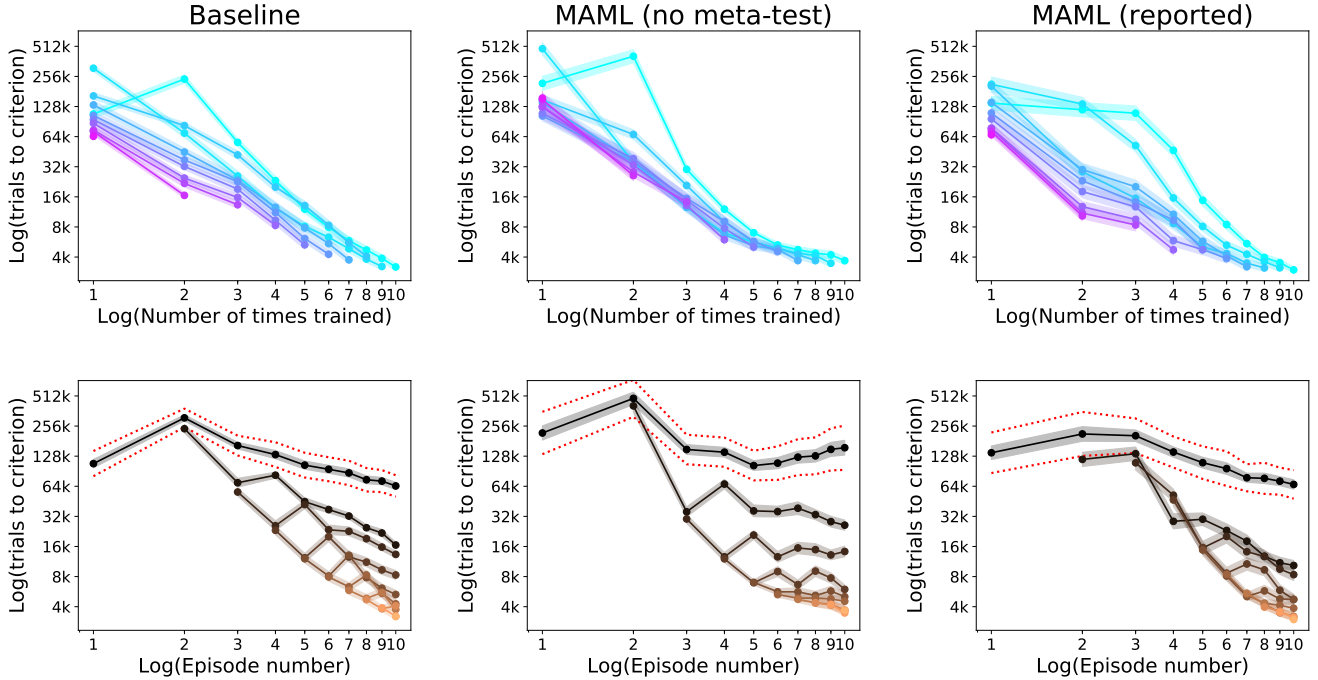 Baseline
MAML (no meta-test)
MAML (reported)
Log(trials to criterion)
512k
256k
128k
64k
32k
16k
8k
4k
1 2 3 4 5 6 7 8 9 10
Log(Number of times trained)
Log(trials to criterion)
512k
256k
128k
64k
32k
16k
8k
4k
1 2 3 4 5 6 7 8 9 10
Log(Number of times trained)
Log(trials to criterion)
512k
256k
128k
64k
32k
16k
8k
4k
1 2 3 4 5 6 7 8 9 10
Log(Number of times trained)
Log(trials to criterion)
512k
256k
128k
64k
32k
16k
8k
4k
1 2 3 4 5 6 7 8 9 10
Log(Episode number)
Log(trials to criterion)
512k
256k
128k
64k
32k
16k
8k
4k
1 2 3 4 5 6 7 8 9 10
Log(Episode number)
Log(trials to criterion)
512k
256k
128k
64k
32k
16k
8k
4k
1 2 3 4 5 6 7 8 9 10
Log(Episode number)